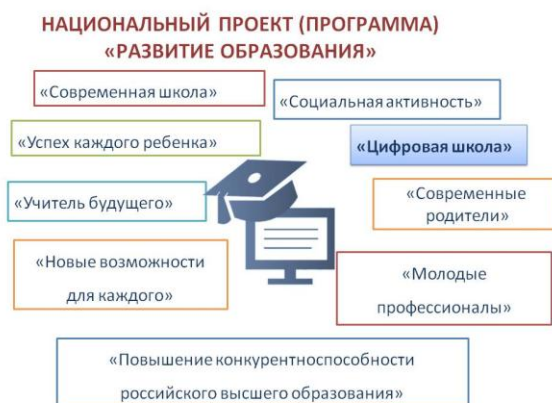 НАЦИОНАЛЬНЫЙ ПРОЕКТ (ПРОГРАММА)
«РАЗВИТИЕ ОБРАЗОВАНИЯ»
«Современная школа»
«Социальная активность»
«Успех каждого ребенка»
«Цифровая школа»
«Учитель будущего»
«Современные
родители»
«Новые возможности
для каждого»
«Молодые
профессионалы»
«Повышение конкурентноспособности
российского высшего образования»